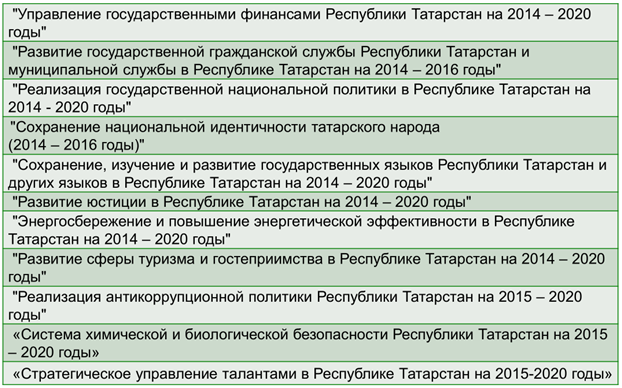 "Управление государственными финансами Республики Татарстан на 2014 – 2020
годы"
"Развитие государственной гражданской службы Республики Татарстан и
муниципальной службы в Республике Татарстан на 2014 – 2016 годы"
"Реализация государственной национальной политики в Республике Татарстан на
2014 - 2020 годы"
"Сохранение национальной идентичности татарского народа
(2014 – 2016 годы)"
"Сохранение, изучение и развитие государственных языков Республики Татарстан и
других языков в Республике Татарстан на 2014 – 2020 годы"
"Развитие юстиции в Республике Татарстан на 2014 – 2020 годы"
"Энергосбережение и повышение энергетической эффективности в Республике
Татарстан на 2014 – 2020 годы"
"Развитие сферы туризма и гостеприимства в Республике Татарстан на 2014 – 2020
годы"
"Реализация антикоррупционной политики Республики Татарстан на 2015 – 2020
годы"
«Система химической и биологической безопасности Республики Татарстан на 2015
– 2020 годы»
«Стратегическое управление талантами в Республике Татарстан на 2015-2020 годы»